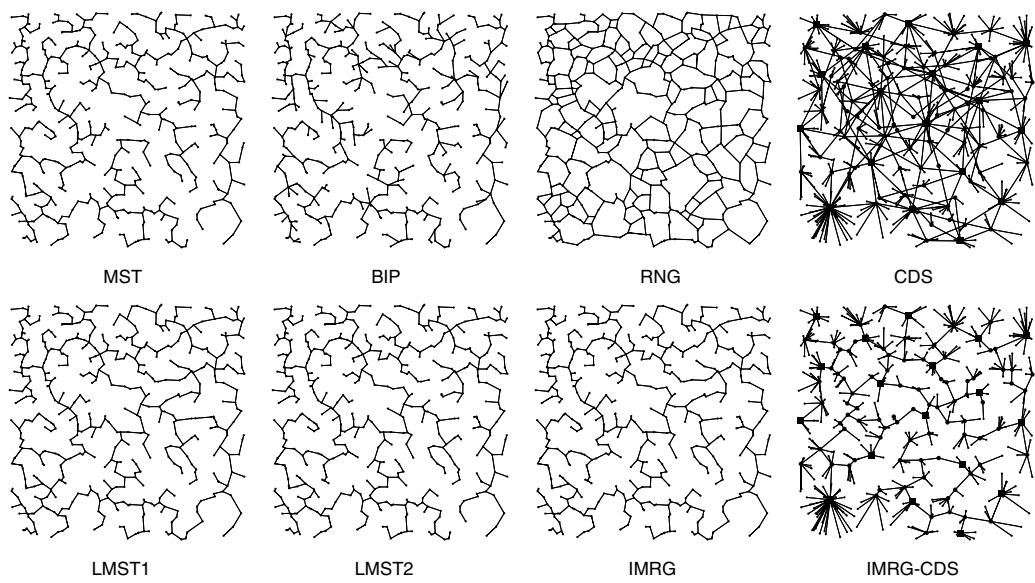 MST
BIP
RNG
CDS
LMST1
LMST2
IMRG
IMRG-CDS